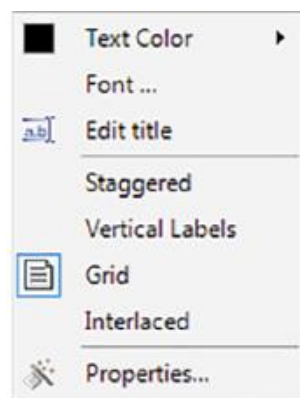 Text Color
Font ...
a.b
Edit title
Staggered
Vertical Labels
Grid
Interlaced
Properties...